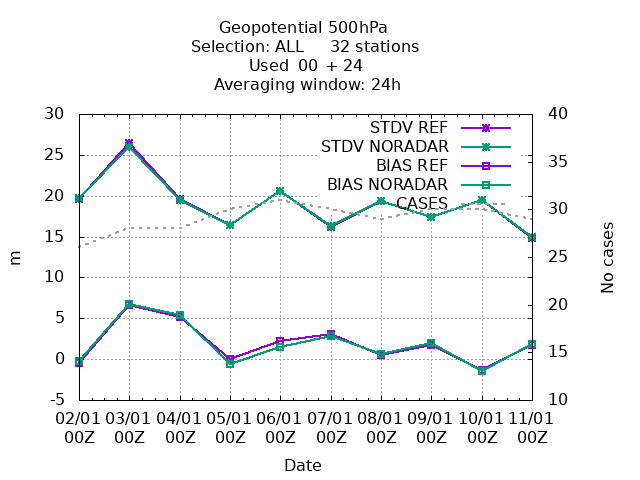 Geopotential 500hPa
Selection: ALL     32 stations
Used  00 + 24
Averaging window: 24h
30
25
20
15
10
5
0
-5
40
35
30
25
20
15
10
m
No cases
STDV REF
STDV NORADAR
BIAS REF
BIAS NORADAR
CASES
02/01 03/01 04/01 05/01 06/01 07/01 08/01 09/01 10/01 11/01
00Z 00Z 00Z 00Z 00Z 00Z 00Z 00Z 00Z 00Z
Date